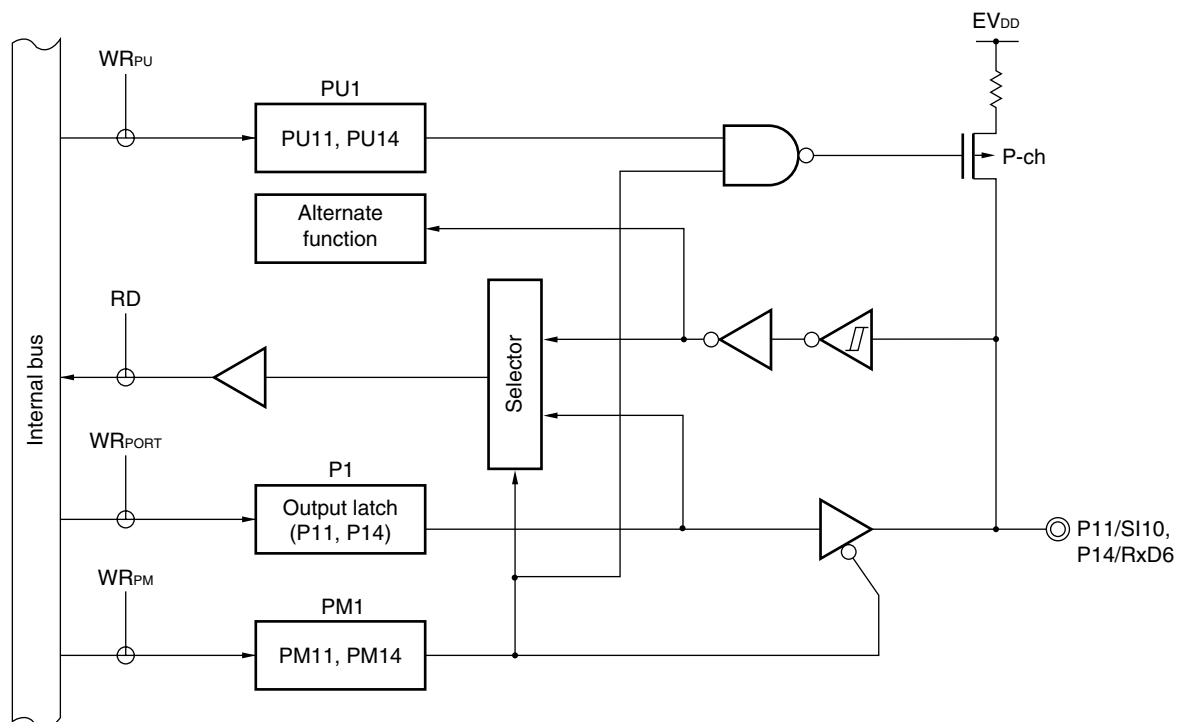 EVDD
WRPU
PU1
PU11, PU14
P-ch
Alternate
function
RD
Selector
Internal bus
WRPORT
P1
Output latch
(P11, P14)
P11/SI10,
P14/RxD6
WRPM
PM1
PM11, PM14